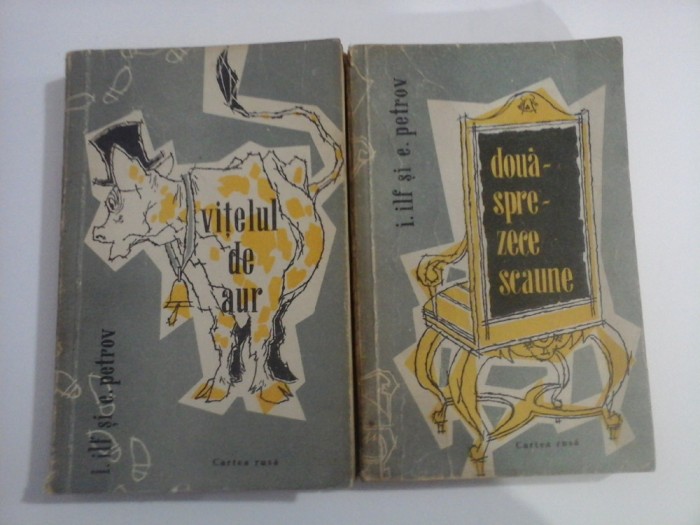 vițelul
de
aur
i. ilf și e. petrov
Cartea rusă
i. ilf și e. petrov
două-
spre-
zece
scaune
Cartea rusă